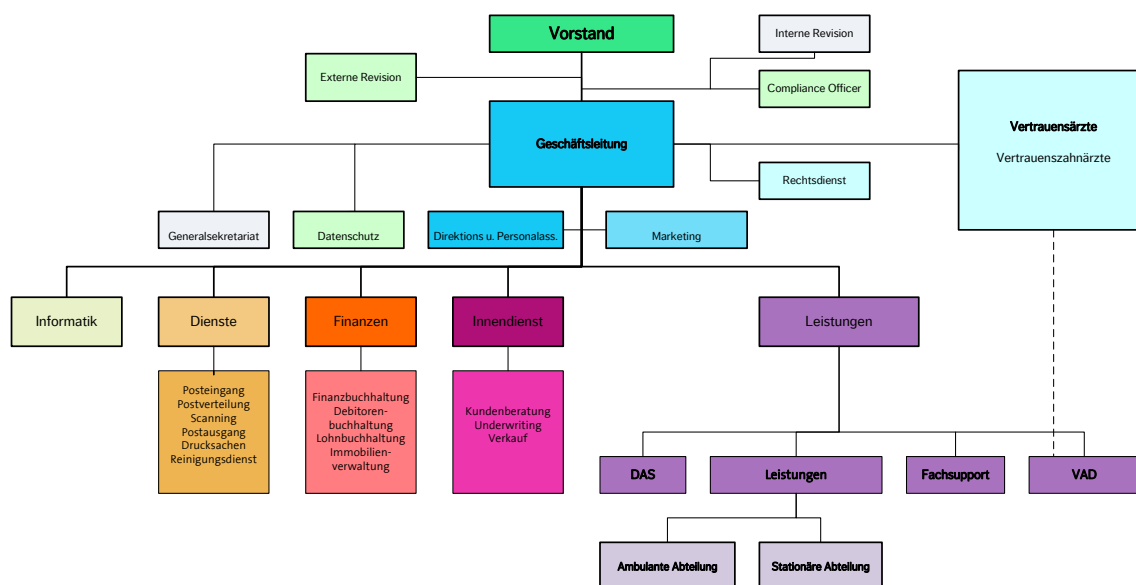 Vorstand
Interne Revision
Externe Revision
Compliance Officer
Geschäftsleitung
Vertrauensärzte
Vertrauenszahnärzte
Rechtsdienst
Generalsekretariat
Datenschutz
Direktions u. Personalass.
Marketing
Informatik
Dienste
Finanzen
Innendienst
Leistungen
Posteingang
Postverteilung
Scanning
Postausgang
Drucksachen
Reinigungsdienst
Finanzbuchhaltung
Debitoren-
buchhaltung
Lohnbuchhaltung
Immobilien-
verwaltung
Kundenberatung
Underwriting
Verkauf
DAS
Leistungen
Fachsupport
VAD
Ambulante Abteilung
Stationäre Abteilung